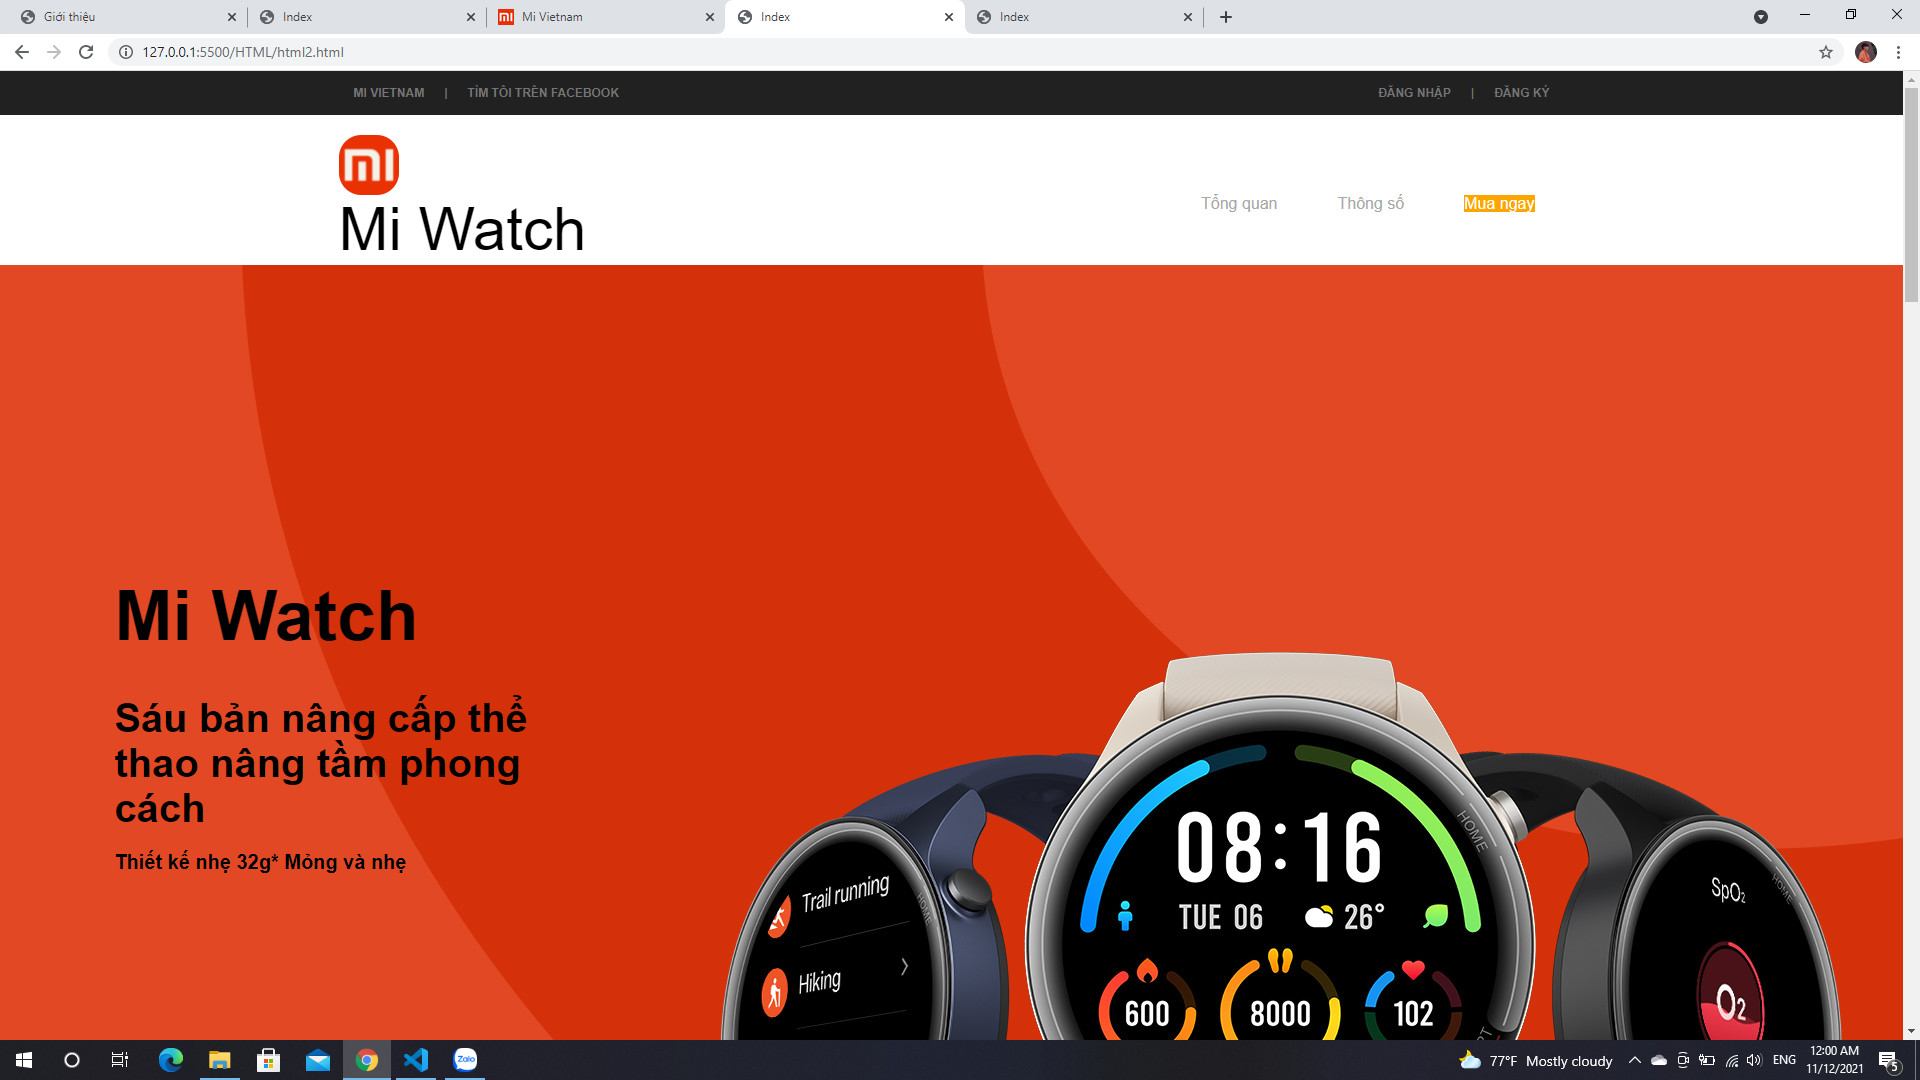 Giới thiệu
Index
Mi Vietnam
Index
Index
127.0.0.1:5500/HTML/html2.html
MI VIETNAM | TÌM TÔI TRÊN FACEBOOK
ĐĂNG NHẬP | ĐĂNG KÝ
mi
Mi Watch
Tổng quan
Thông số
Mua ngay
Mi Watch
Sáu bản nâng cấp thể
thao nâng tầm phong
cách
Thiết kế nhẹ 32g* Mỏng và nhẹ
Trail running
Hiking
HOME
08:16
TUE 06
26°
600
8000
102
HOME
SpO₂
HOME
O₂
Zalo
77°F Mostly cloudy
ENG
12:00 AM
11/12/2021
5